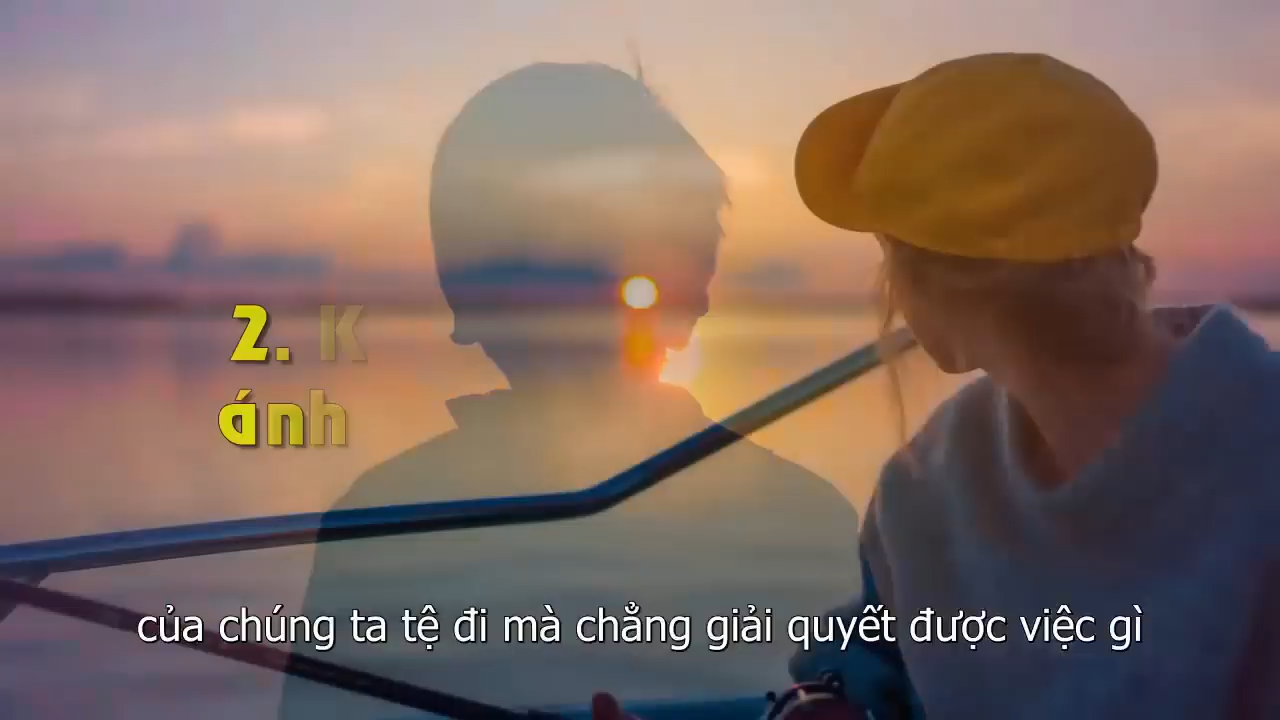 2. K
ánh
của chúng ta tệ đi mà chẳng giải quyết được việc gì